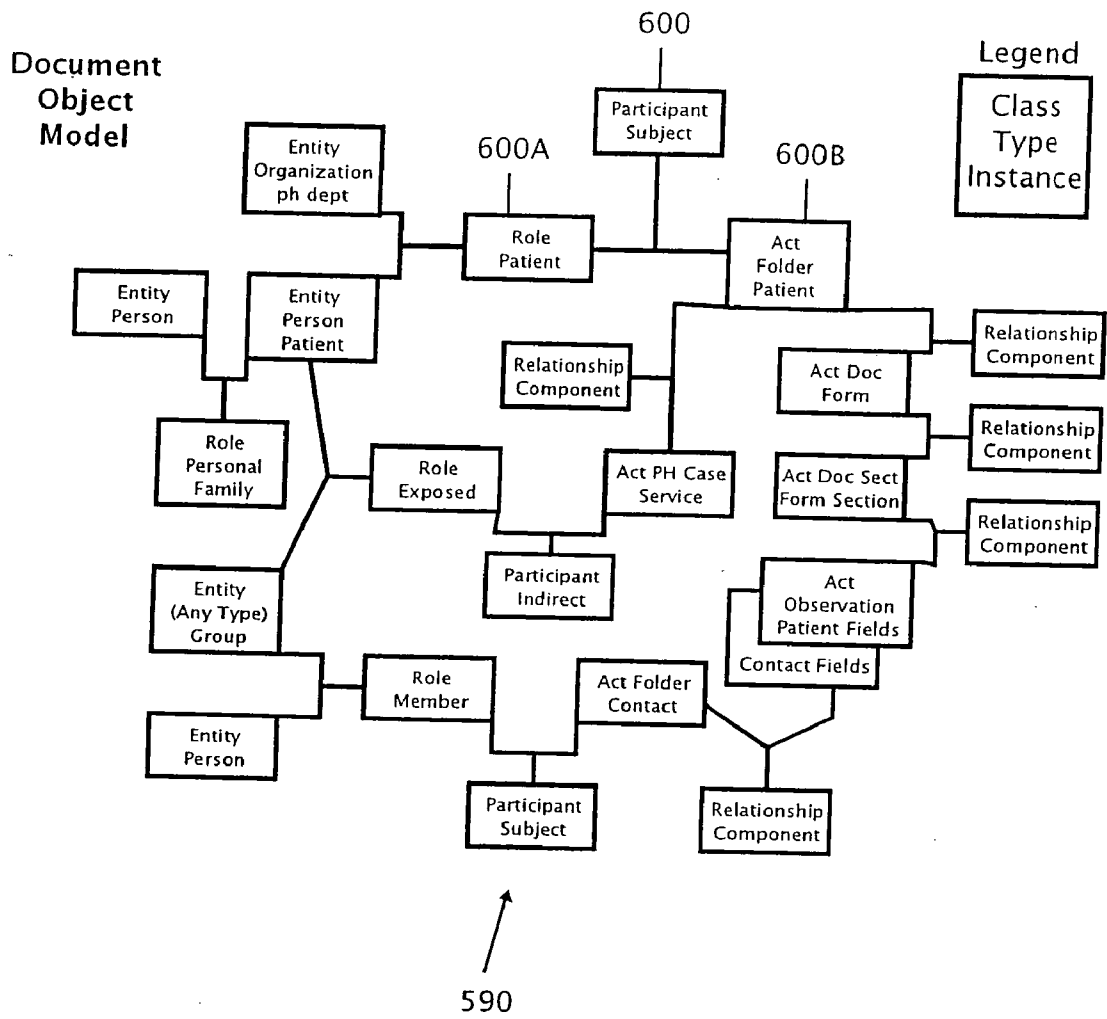 600
Document
Object
Model
Legend
Class
Type
Instance
Participant
Subject
600A
600B
Entity
Organization
ph dept
Role
Patient
Act
Folder
Patient
Entity
Person
Entity
Person
Patient
Relationship
Component
Relationship
Component
Act Doc
Form
Role
Personal
Family
Role
Exposed
Act PH Case
Service
Relationship
Component
Act Doc Sect
Form Section
Relationship
Component
Participant
Indirect
Entity
(Any Type)
Group
Act
Observation
Patient Fields
Contact Fields
Role
Member
Act Folder
Contact
Entity
Person
Participant
Subject
Relationship
Component
590